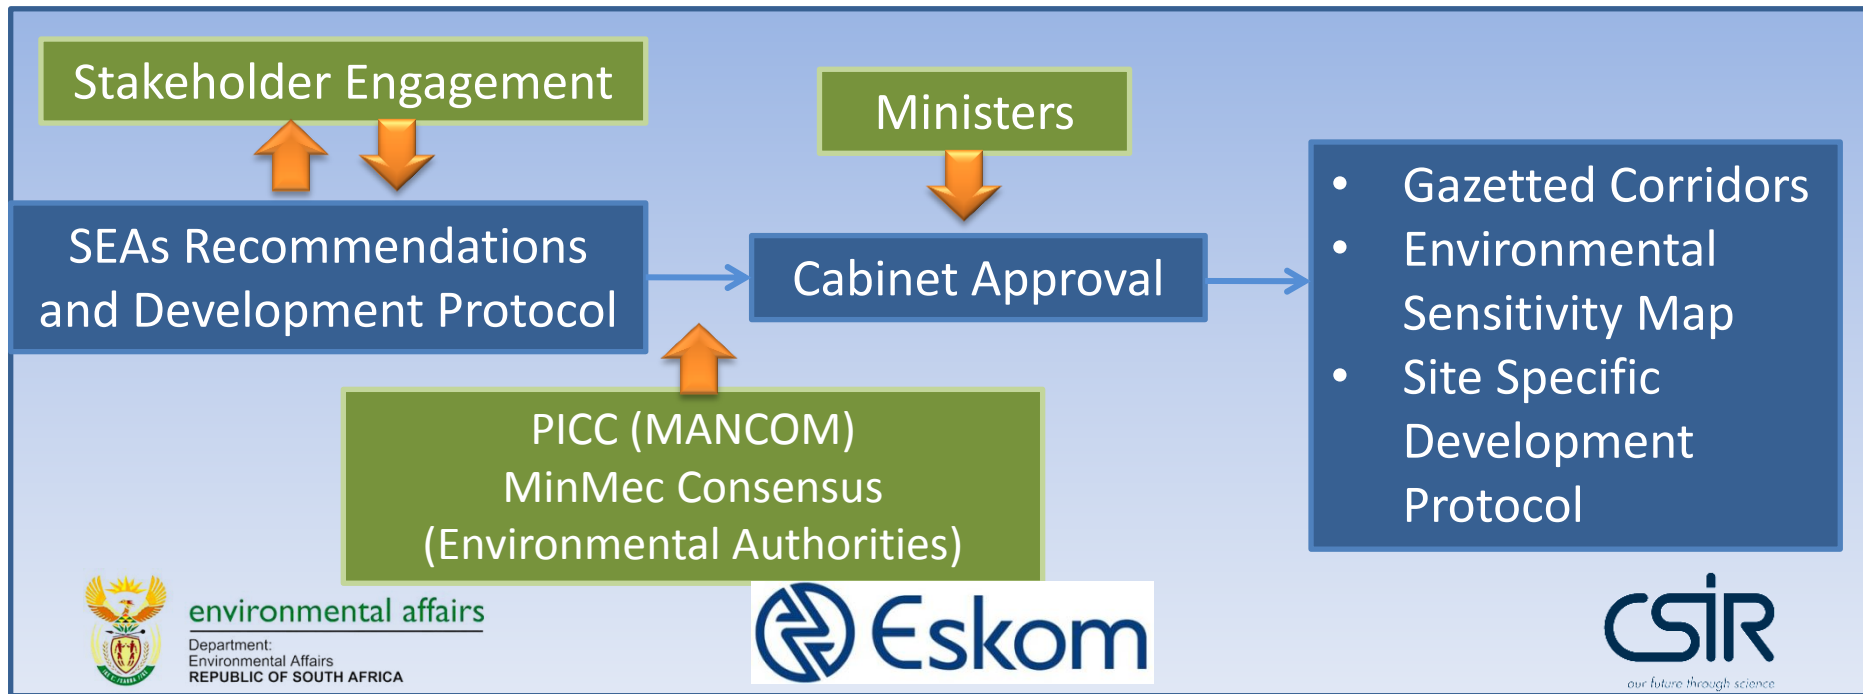 Stakeholder Engagement
Ministers
SEAs Recommendations
and Development Protocol
Cabinet Approval
• Gazetted Corridors
• Environmental
Sensitivity Map
• Site Specific
Development
Protocol
PICC (MANCOM)
MinMec Consensus
(Environmental Authorities)
environmental affairs
Department:
Environmental Affairs
REPUBLIC OF SOUTH AFRICA
Eskom
CSIR
our future through science